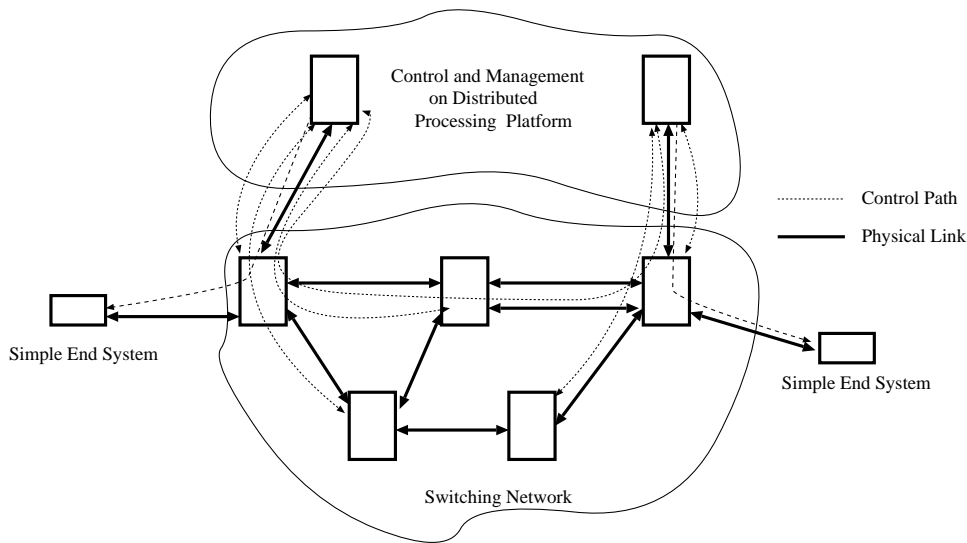 Control and Management
on Distributed
Processing Platform
Control Path
Physical Link
Simple End System
Simple End System
Switching Network